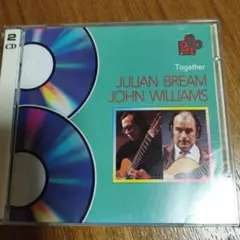 2
CD
Together
JULIAN BREAM
JOHN WILLIAMS